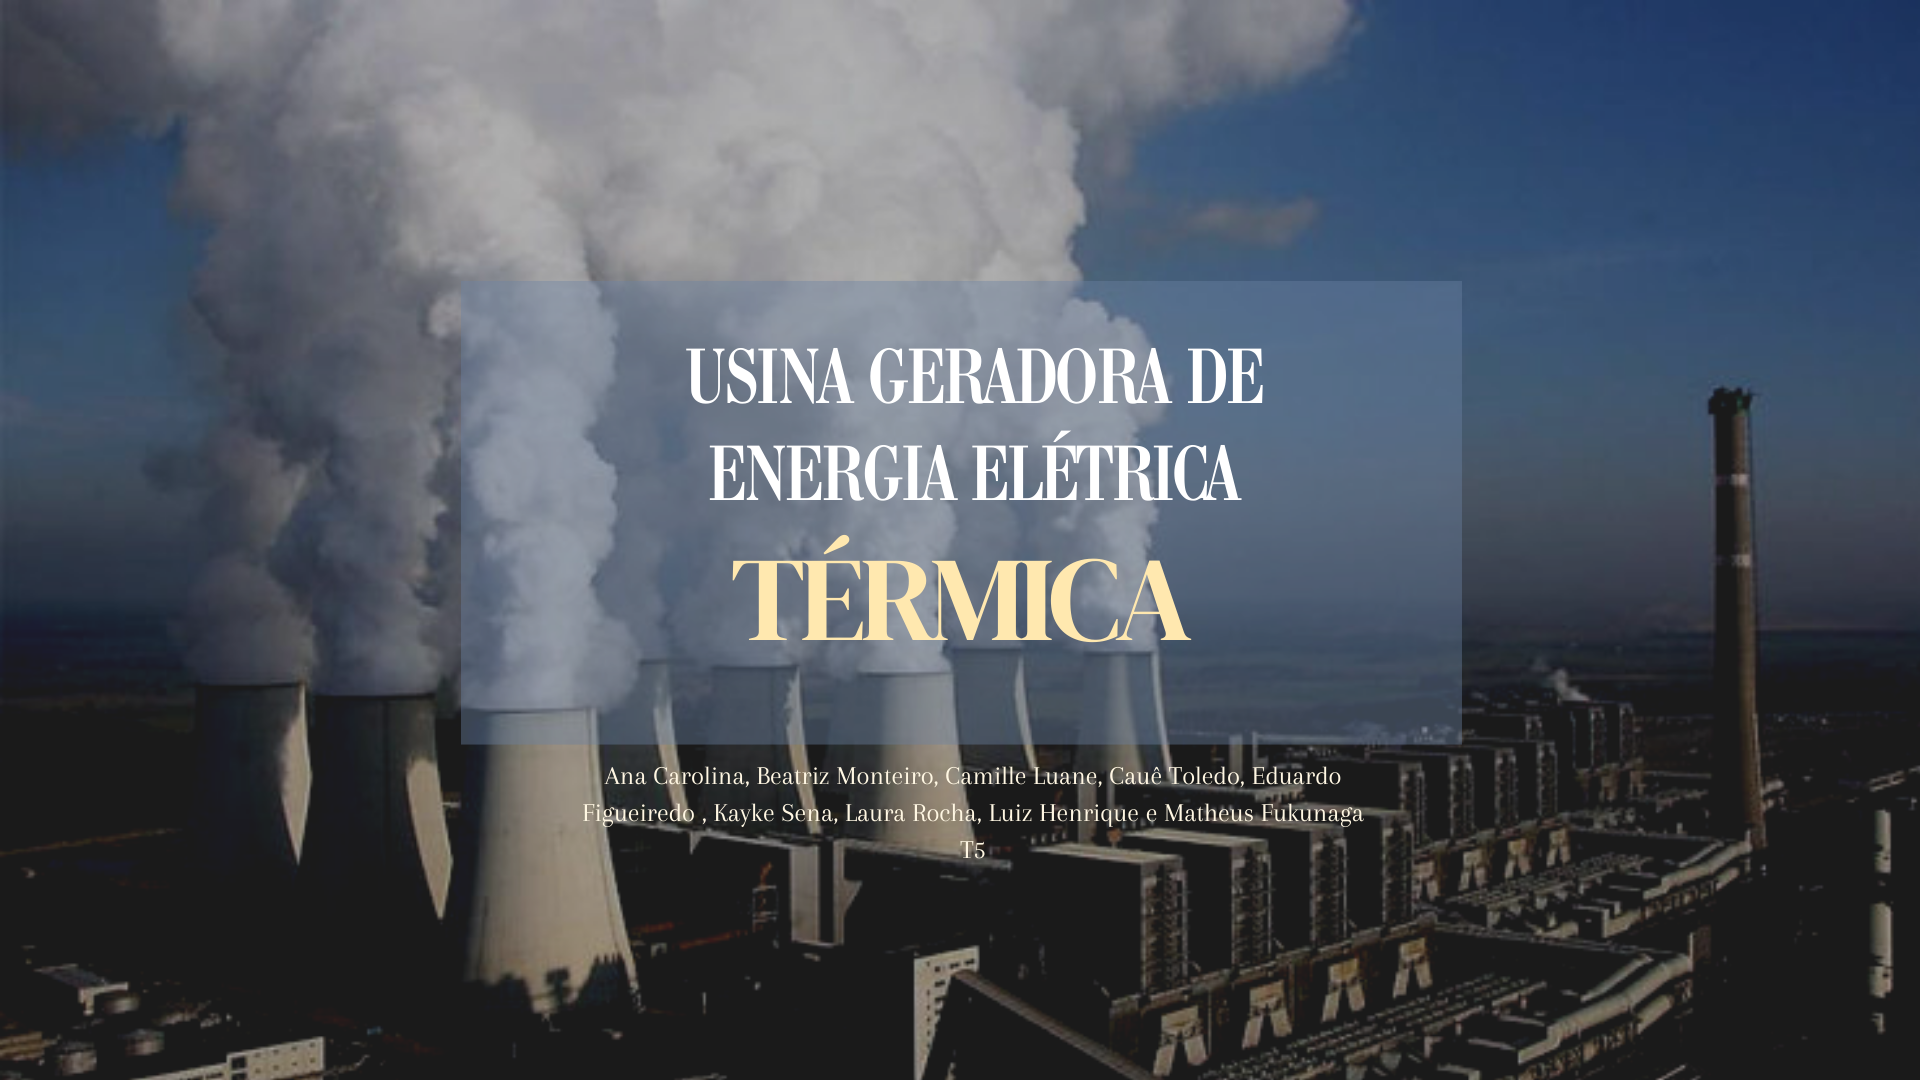 USINA GERADORA DE
ENERGIA ELÉTRICA
TÉRMICA
Ana Carolina, Beatriz Monteiro, Camille Luane, Cauê Toledo, Eduardo
Figueiredo , Kayke Sena, Laura Rocha, Luiz Henrique e Matheus Fukunaga
T5